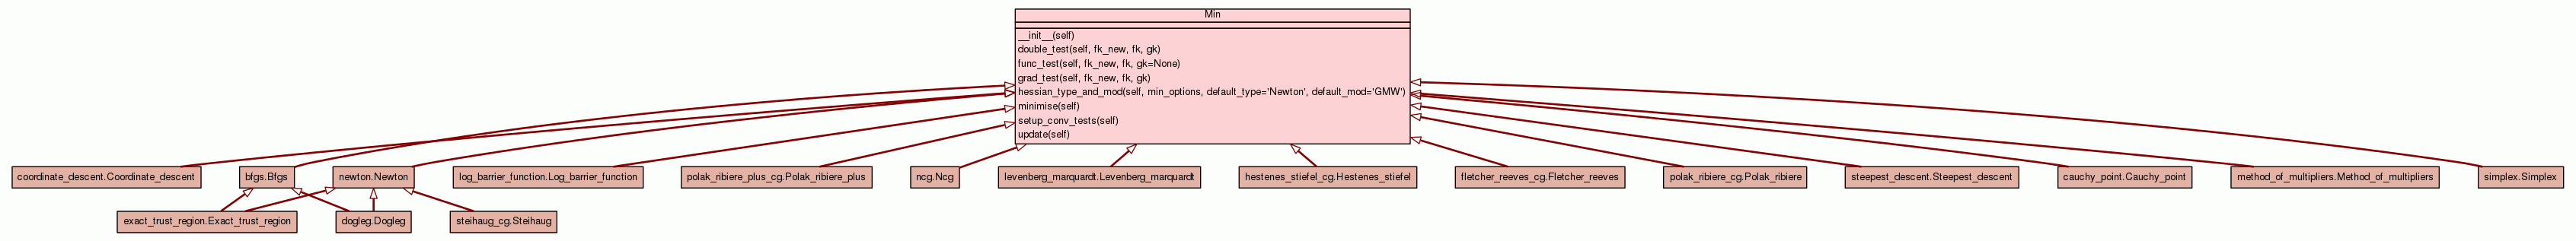 Min
__init__(self)
double_test(self, fk_new, fk, gk)
func_test(self, fk_new, fk, gk=None)
grad_test(self, fk_new, fk, gk)
hessian_type_and_mod(self, min_options, default_type='Newton', default_mod='GMW')
minimise(self)
setup_conv_tests(self)
update(self)
coordinate_descent.Coordinate_descent
bfgs.Bfgs
newton.Newton
log_barrier_function.Log_barrier_function
polak_ribiere_plus_cg.Polak_ribiere_plus
ncg.Ncg
levenberg_marquardt.Levenberg_marquardt
hestenes_stiefel_cg.Hestenes_stiefel
fletcher_reeves_cg.Fletcher_reeves
polak_ribiere_cg.Polak_ribiere
steepest_descent.Steepest_descent
cauchy_point.Cauchy_point
method_of_multipliers.Method_of_multipliers
simplex.Simplex
exact_trust_region.Exact_trust_region
dogleg.Dogleg
steihaug_cg.Steihaug